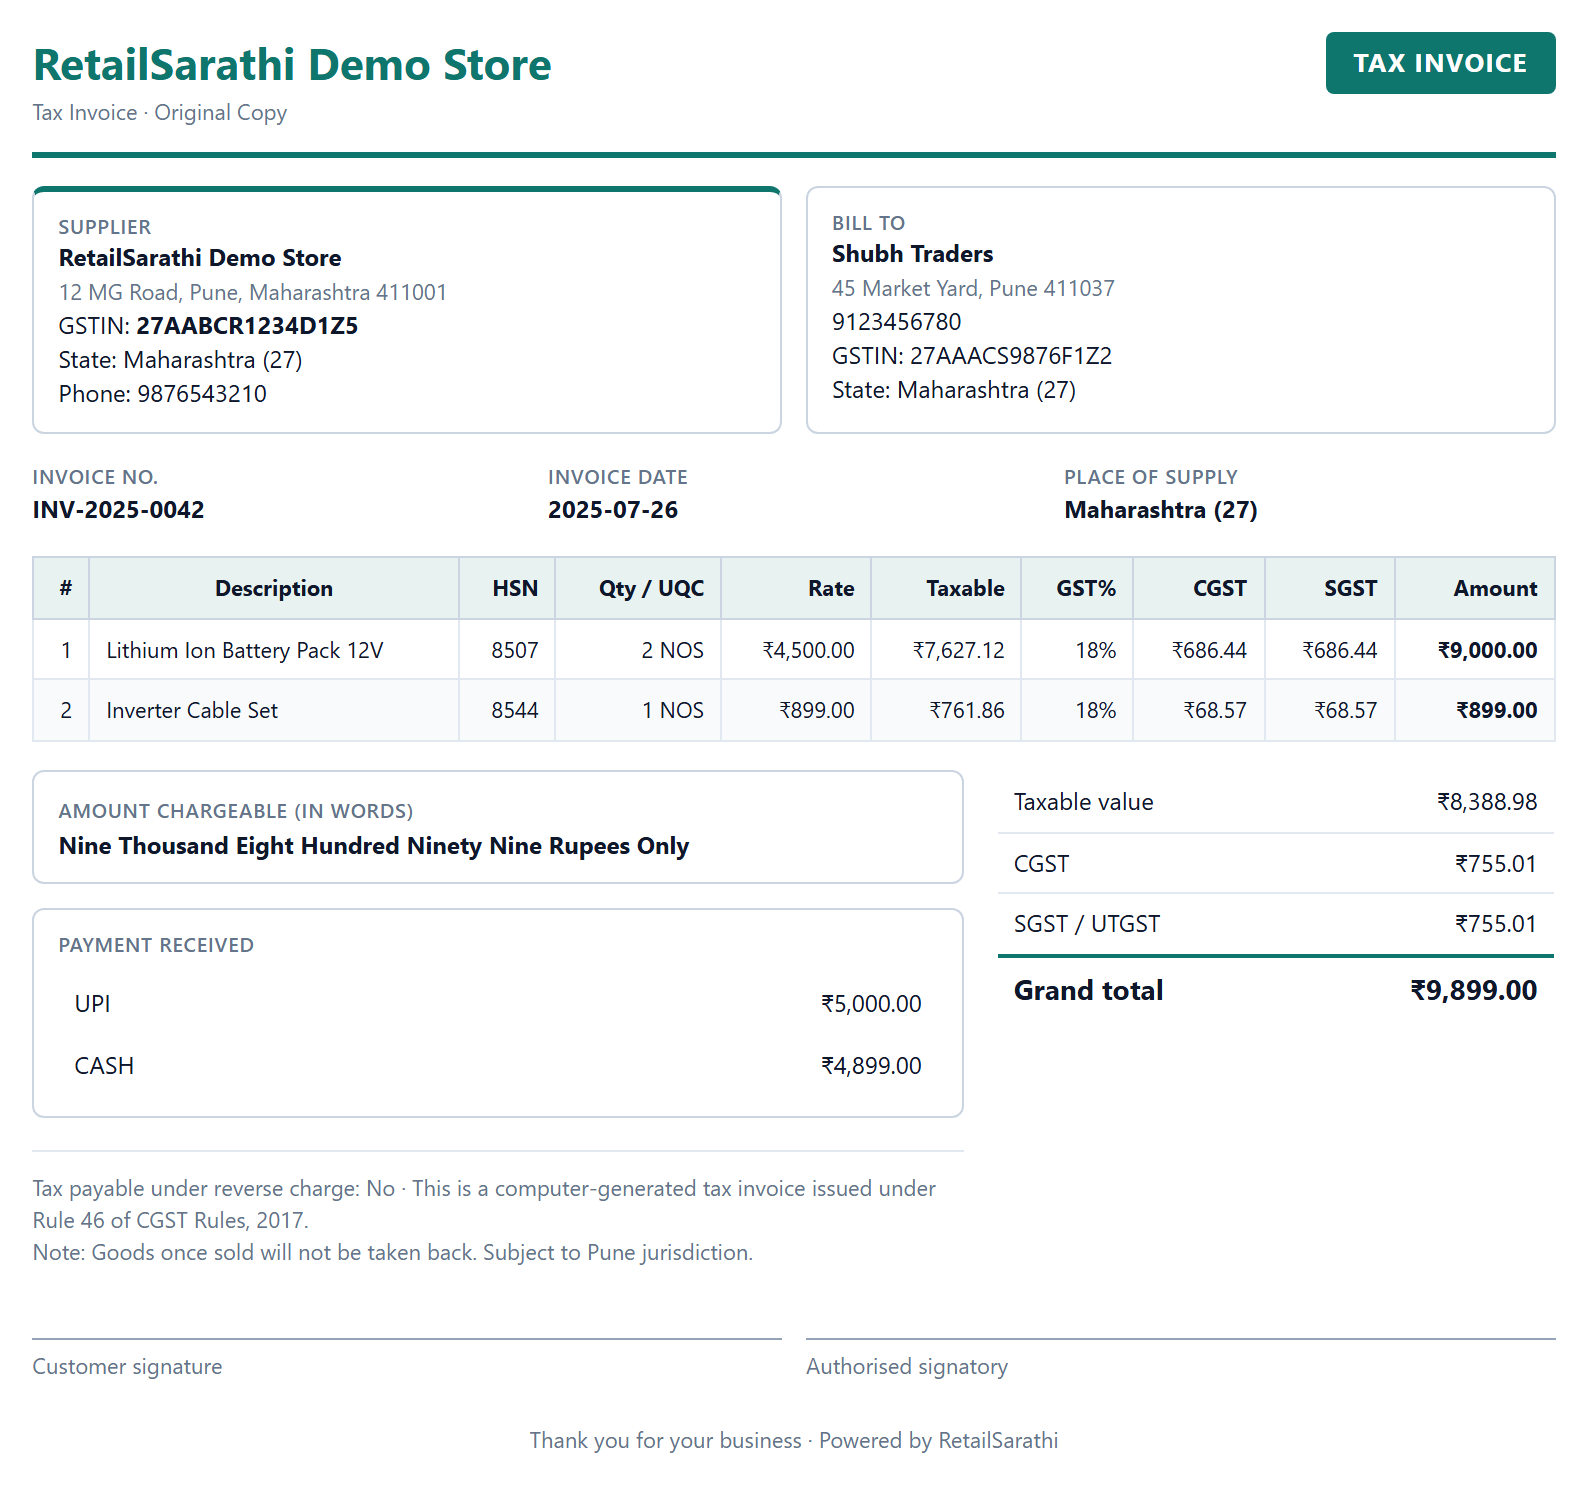 RetailSarathi Demo Store
TAX INVOICE
Tax Invoice · Original Copy
SUPPLIER
RetailSarathi Demo Store
12 MG Road, Pune, Maharashtra 411001
GSTIN: 27AABCR1234D1Z5
State: Maharashtra (27)
Phone: 9876543210
BILL TO
Shubh Traders
45 Market Yard, Pune 411037
9123456780
GSTIN: 27AAACS9876F1Z2
State: Maharashtra (27)
INVOICE NO.
INV-2025-0042
INVOICE DATE
2025-07-26
PLACE OF SUPPLY
Maharashtra (27)
# Description HSN Qty / UQC Rate Taxable GST% CGST SGST Amount
1 Lithium Ion Battery Pack 12V 8507 2 NOS ₹4,500.00 ₹7,627.12 18% ₹686.44 ₹686.44 ₹9,000.00
2 Inverter Cable Set 8544 1 NOS ₹899.00 ₹761.86 18% ₹68.57 ₹68.57 ₹899.00
AMOUNT CHARGEABLE (IN WORDS)
Nine Thousand Eight Hundred Ninety Nine Rupees Only
PAYMENT RECEIVED
UPI ₹5,000.00
CASH ₹4,899.00
Taxable value ₹8,388.98
CGST ₹755.01
SGST / UTGST ₹755.01
Grand total ₹9,899.00
Tax payable under reverse charge: No · This is a computer-generated tax invoice issued under
Rule 46 of CGST Rules, 2017.
Note: Goods once sold will not be taken back. Subject to Pune jurisdiction.
Customer signature
Authorised signatory
Thank you for your business · Powered by RetailSarathi